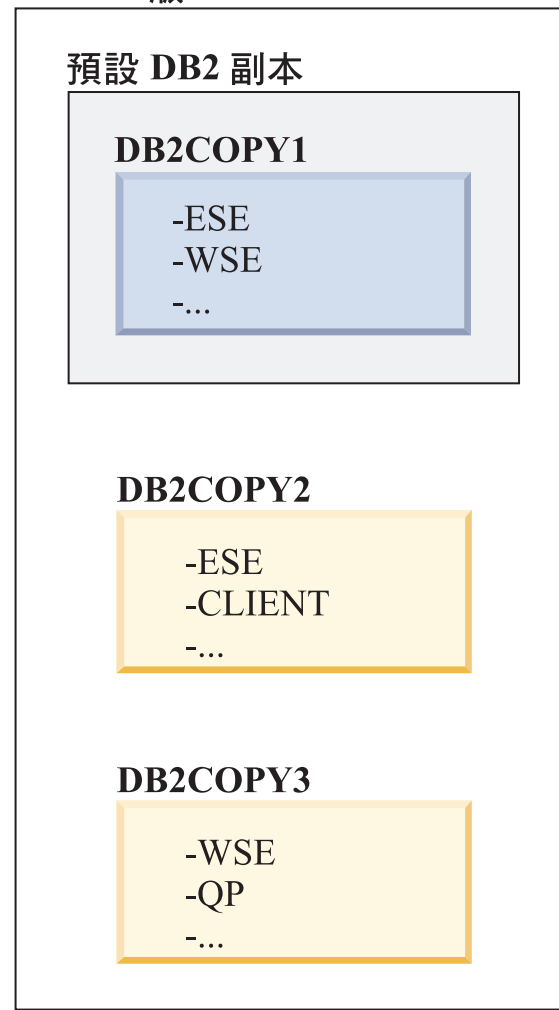 預設 DB2 副本
DB2COPY1
-ESE
-WSE
-...
DB2COPY2
-ESE
-CLIENT
-...
DB2COPY3
-WSE
-QP
-...